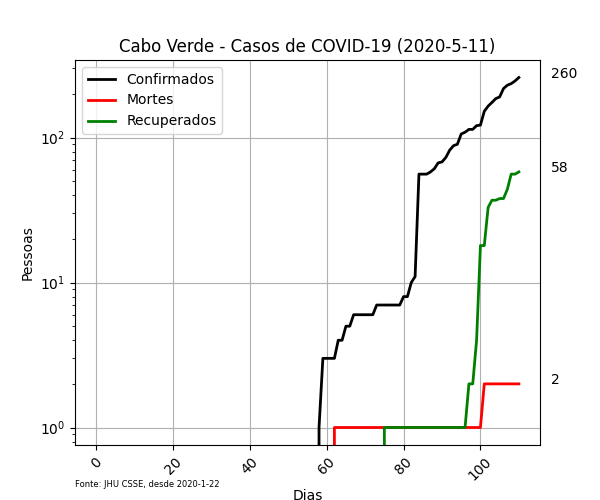 Cabo Verde - Casos de COVID-19 (2020-5-11)
Confirmados
Mortes
Recuperados
260
58
2
10²
10¹
10⁰
Pessoas
0 20 40 60 80 100
Fonte: JHU CSSE, desde 2020-1-22
Dias